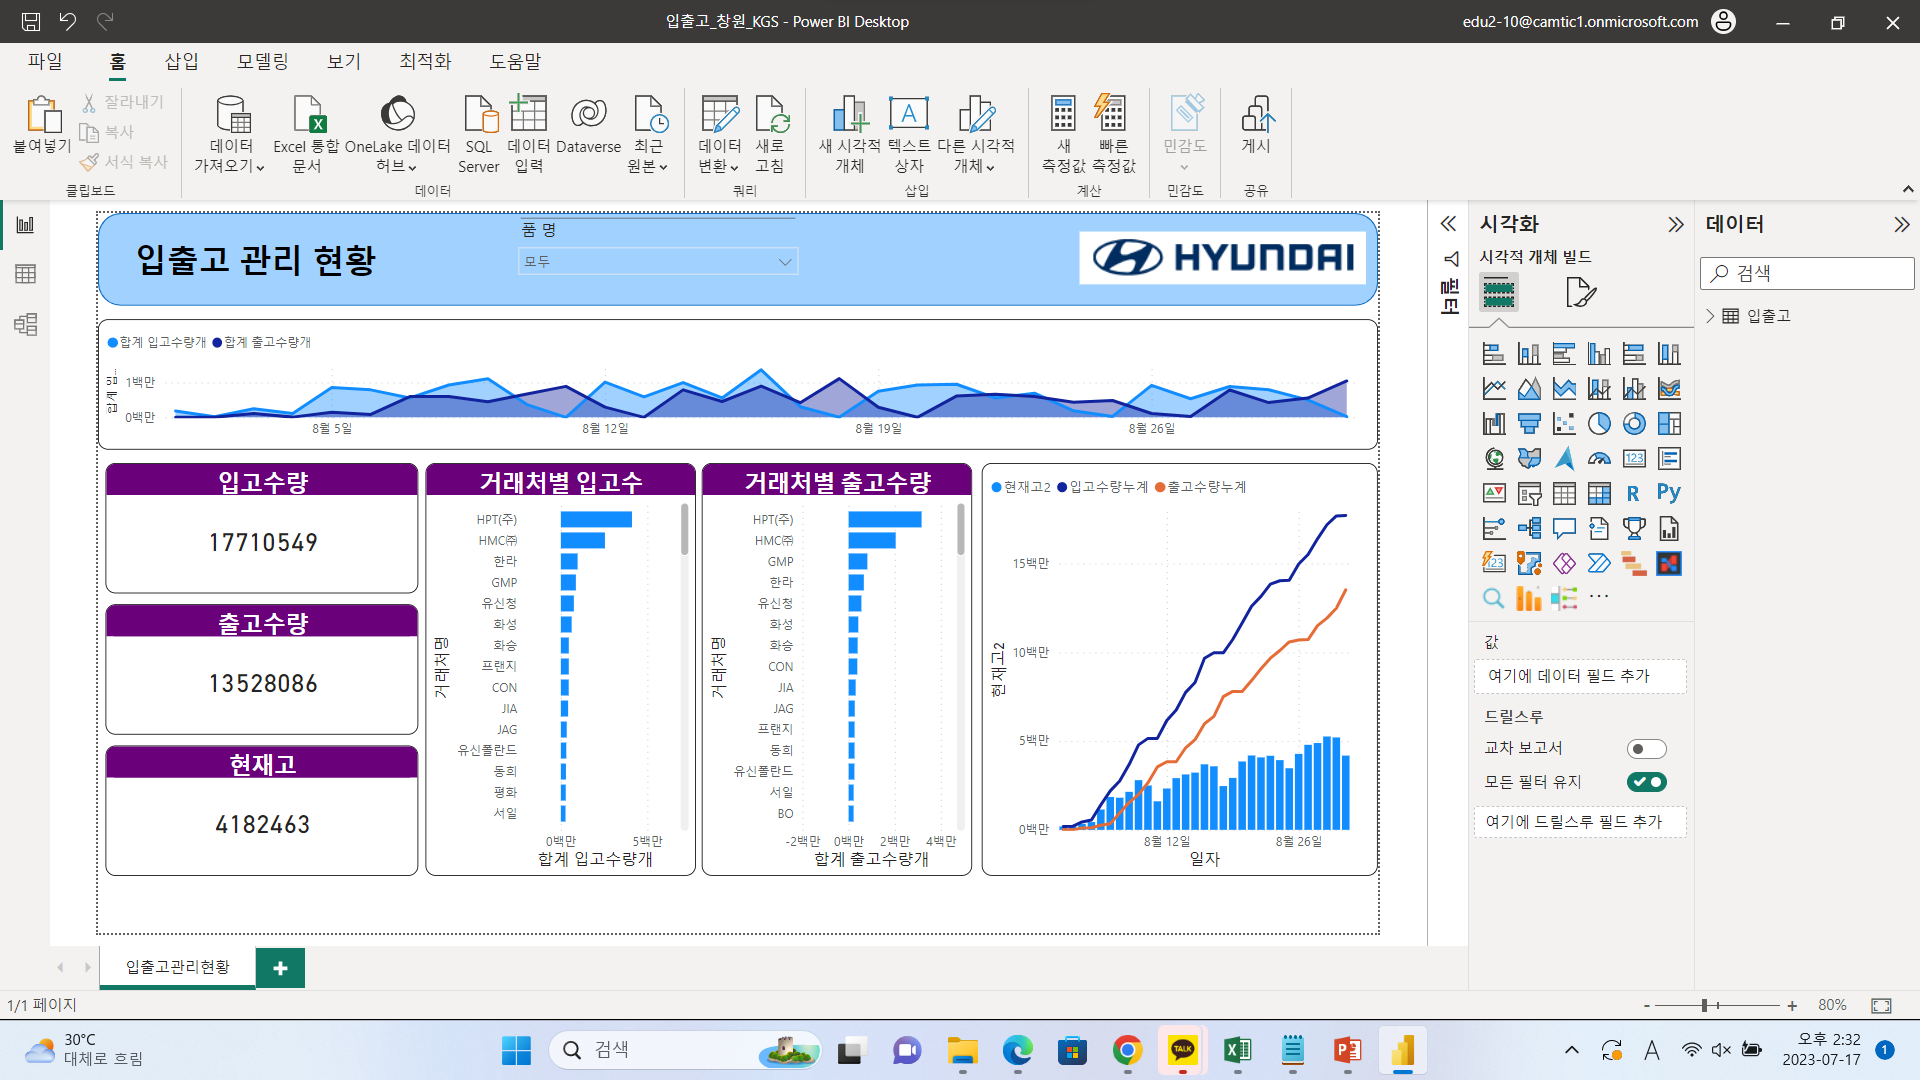 입출고_창원_KGS - Power BI Desktop
edu2-10@camtic1.onmicrosoft.com
파일 홈 삽입 모델링 보기 최적화 도움말
붙여넣기
잘라내기
복사
서식 복사
클립보드
데이터 가져오기
Excel 통합 문서
OneLake 데이터 허브
SQL Server
데이터 입력
Dataverse
최근 원본
데이터
데이터 변환
새로 고침
쿼리
새 시각적 개체
텍스트 상자
다른 시각적 개체
삽입
새 측정값
빠른 측정값
계산
민감도
민감도
게시
공유
입출고 관리 현황
품 명
모두
HYUNDAI
합계 입고수량개 합계 출고수량개
1백만
0백만
8월 5일 8월 12일 8월 19일 8월 26일
입고수량
17710549
출고수량
13528086
현재고
4182463
거래처별 입고수
거래처명
HPT(주)
HMC㈜
한라
GMP
유신청
화성
화승
프랜지
CON
JIA
JAG
유신폴란드
동희
평화
서일
0백만 5백만
합계 입고수량개
거래처별 출고수량
거래처명
HPT(주)
HMC㈜
GMP
한라
유신청
화성
화승
CON
JIA
JAG
프랜지
동희
유신폴란드
서일
BO
-2백만 0백만 2백만 4백만
합계 출고수량개
현재고2 입고수량누계 출고수량누계
현재고2
15백만
10백만
5백만
0백만
8월 12일 8월 26일
일자
필터
시각화
시각적 개체 빌드
123
R
Py
123
값
여기에 데이터 필드 추가
드릴스루
교차 보고서
모든 필터 유지
여기에 드릴스루 필드 추가
데이터
검색
입출고
입출고관리현황
1/1 페이지
- + 80%
30°C
대체로 흐림
검색
TALK
A
오후 2:32
2023-07-17
1